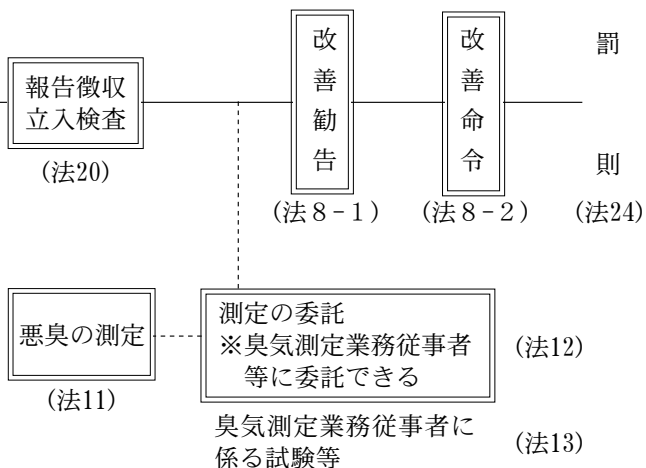 報告徴収
立入検査
(法20)
改善勧告
(法８-１)
改善命令
(法８-２)
罰則
(法24)
悪臭の測定
(法11)
測定の委託
※臭気測定業務従事者
等に委託できる
(法12)
臭気測定業務従事者に
係る試験等
(法13)